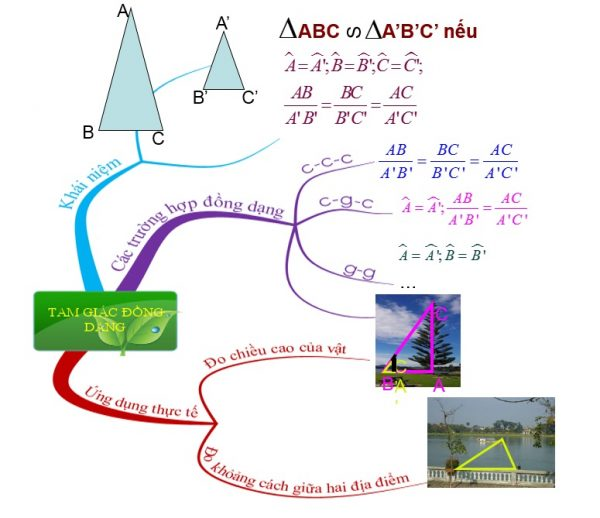 A
A'
B
C
B'
C'
ΔABC ∽ ΔA'B'C' nếu
Â = Â'; B̂ = B̂'; Ĉ = Ĉ';
AB/A'B' = BC/B'C' = AC/A'C'
Khái niệm
Các trường hợp đồng dạng
c-c-c
AB/A'B' = BC/B'C' = AC/A'C'
c-g-c
Â = Â'; AB/A'B' = AC/A'C'
g-g
Â = Â'; B̂ = B̂'
...
TAM GIÁC ĐỒNG
DẠNG
Ứng dụng thực tế
Đo chiều cao của vật
C
B
A'
A
Đo khoảng cách giữa hai địa điểm